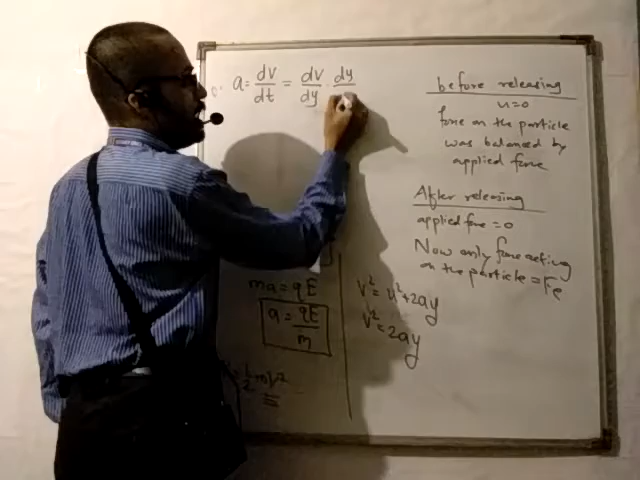 a = dv/dt = dv/dy · dy/
before releasing
u=0
force on the particle
was balanced by
applied force
After releasing
applied force = 0
Now only force acting
on the particle = Fe
ma = qE
a = qE/m
v² = u² + 2ay
v² = 2ay